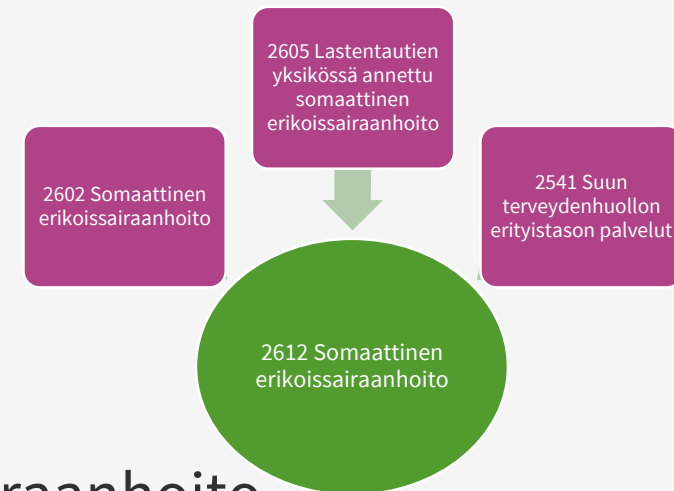 2605 Lastentautien
yksikössä annettu
somaattinen
erikoissairaanhoito
2602 Somaattinen
erikoissairaanhoito
2541 Suun
terveydenhuollon
erityistason palvelut
2612 Somaattinen
erikoissairaanhoito